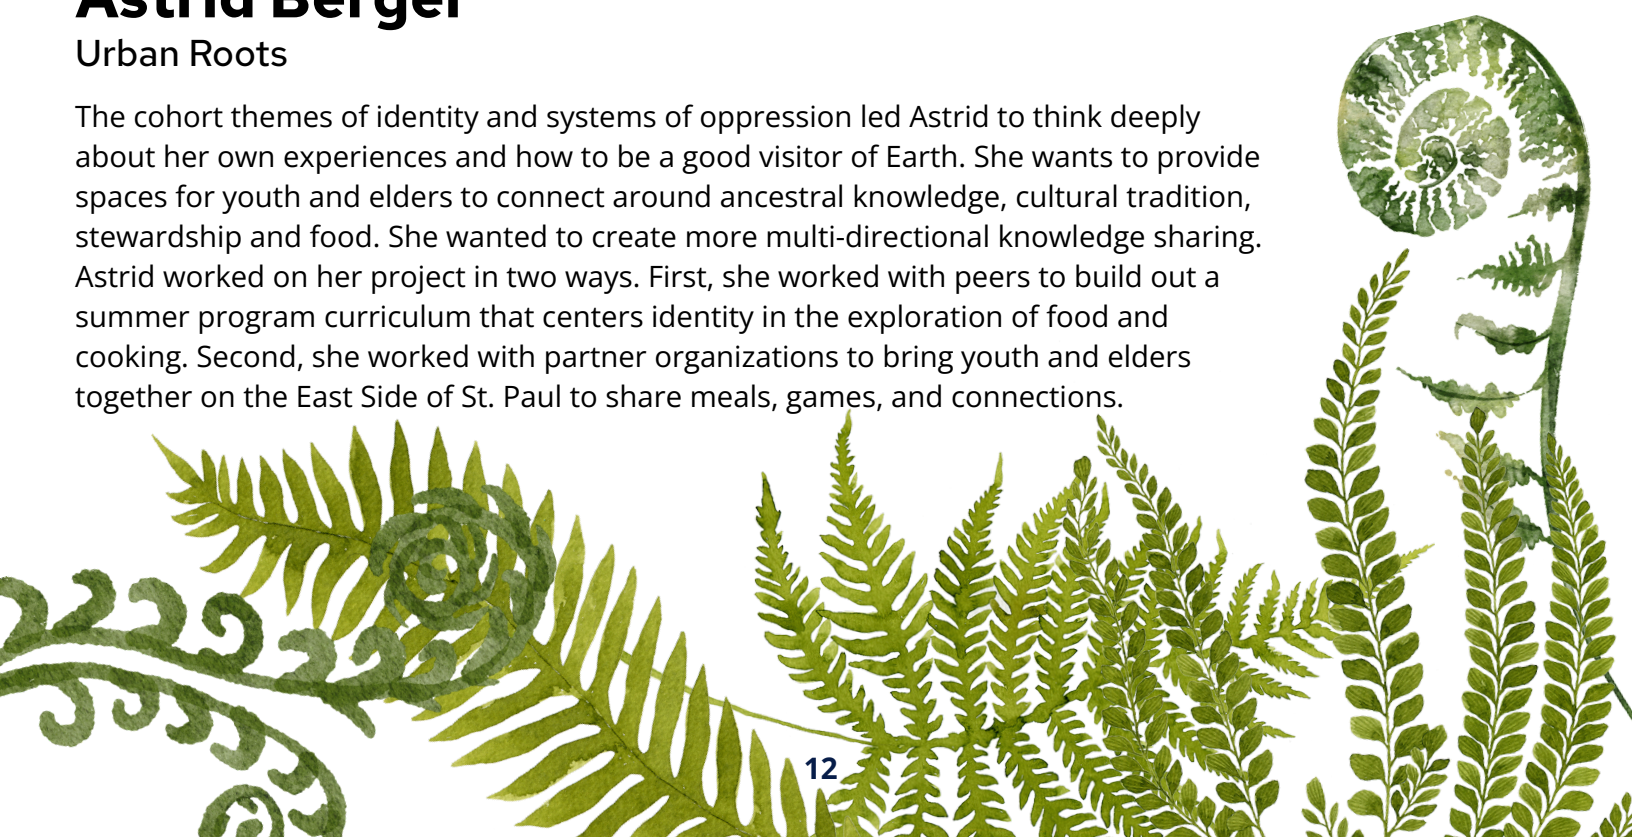 Astrid Berger
Urban Roots
The cohort themes of identity and systems of oppression led Astrid to think deeply
about her own experiences and how to be a good visitor of Earth. She wants to provide
spaces for youth and elders to connect around ancestral knowledge, cultural tradition,
stewardship and food. She wanted to create more multi-directional knowledge sharing.
Astrid worked on her project in two ways. First, she worked with peers to build out a
summer program curriculum that centers identity in the exploration of food and
cooking. Second, she worked with partner organizations to bring youth and elders
together on the East Side of St. Paul to share meals, games, and connections.
12